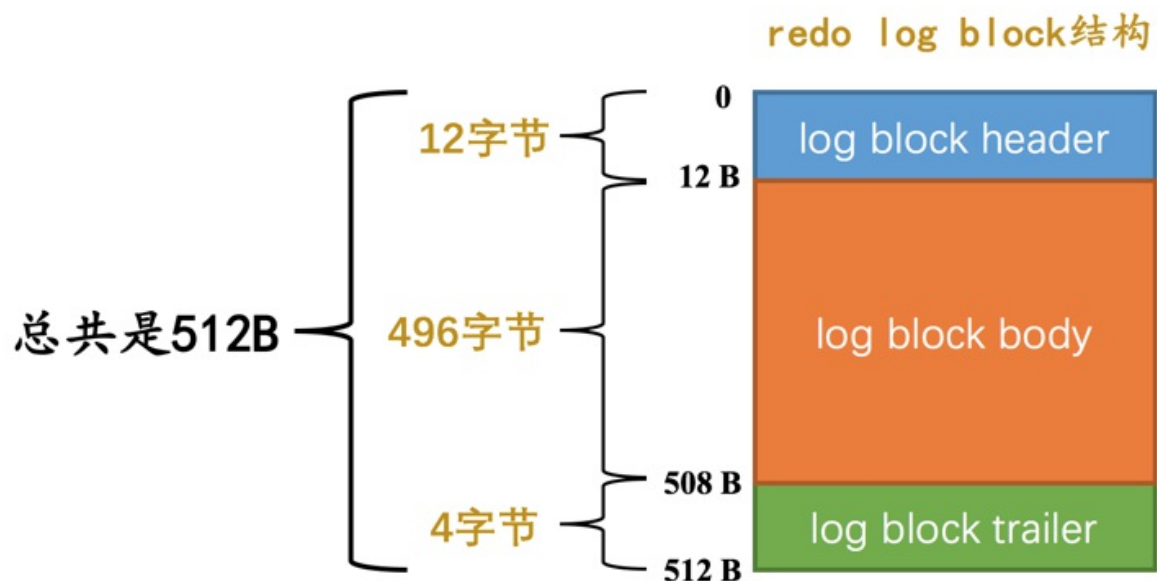 redo log block结构
0
12字节
log block header
12 B
总共是512B
496字节
log block body
508 B
4字节
log block trailer
512 B